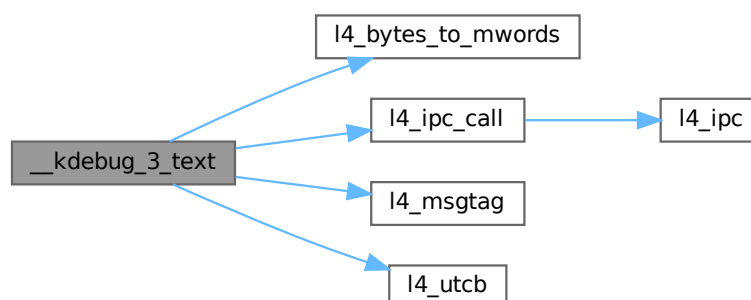 l4_bytes_to_mwords
l4_ipc_call
l4_ipc
__kdebug_3_text
l4_msgtag
l4_utcb